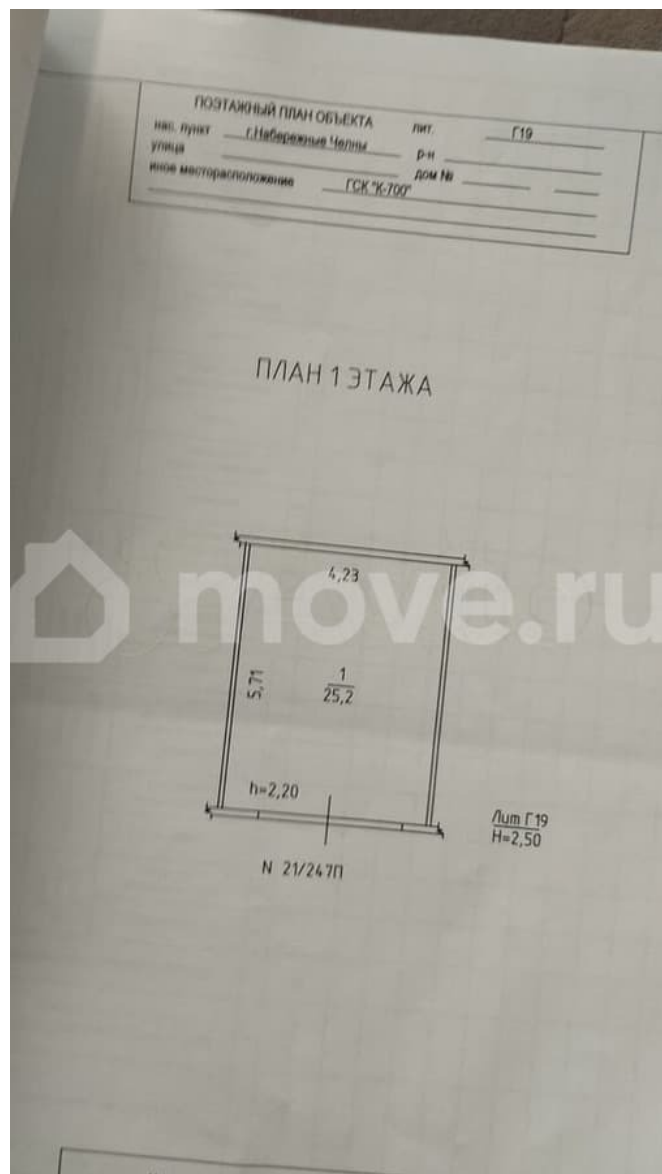 ПОЭТАЖНЫЙ ПЛАН ОБЪЕКТА лит. Г19
нас. пункт г.Набережные Челны р-н
улица дом №
иное месторасположение ГСК "К-700"
ПЛАН 1 ЭТАЖА
4,23
move.ru
5,71
1
25,2
h=2,20
Лит Г19
H=2,50
N 21/247П